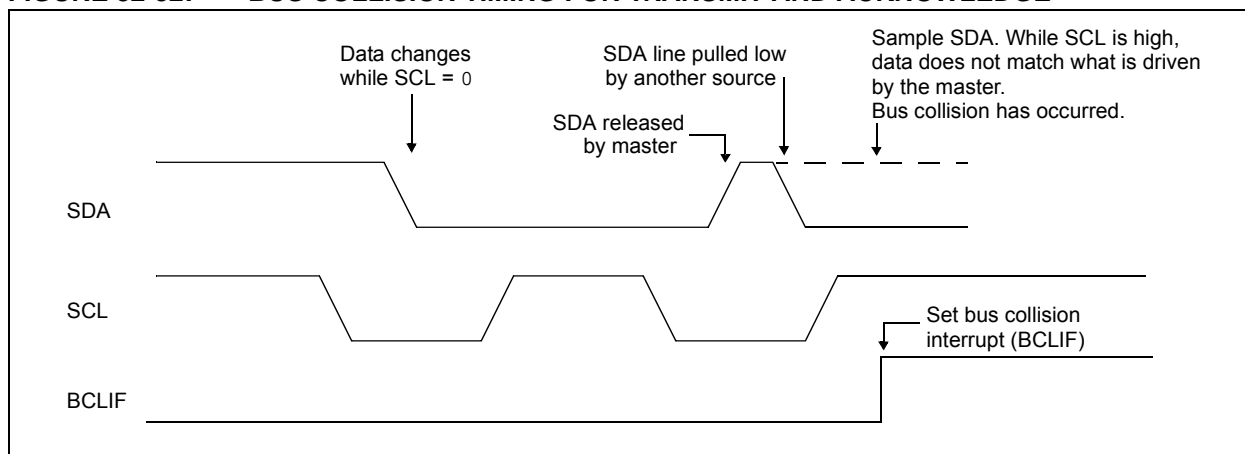 Data changes
while SCL = 0
SDA line pulled low
by another source
SDA released
by master
Sample SDA. While SCL is high,
data does not match what is driven
by the master.
Bus collision has occurred.
SDA
SCL
Set bus collision
interrupt (BCLIF)
BCLIF